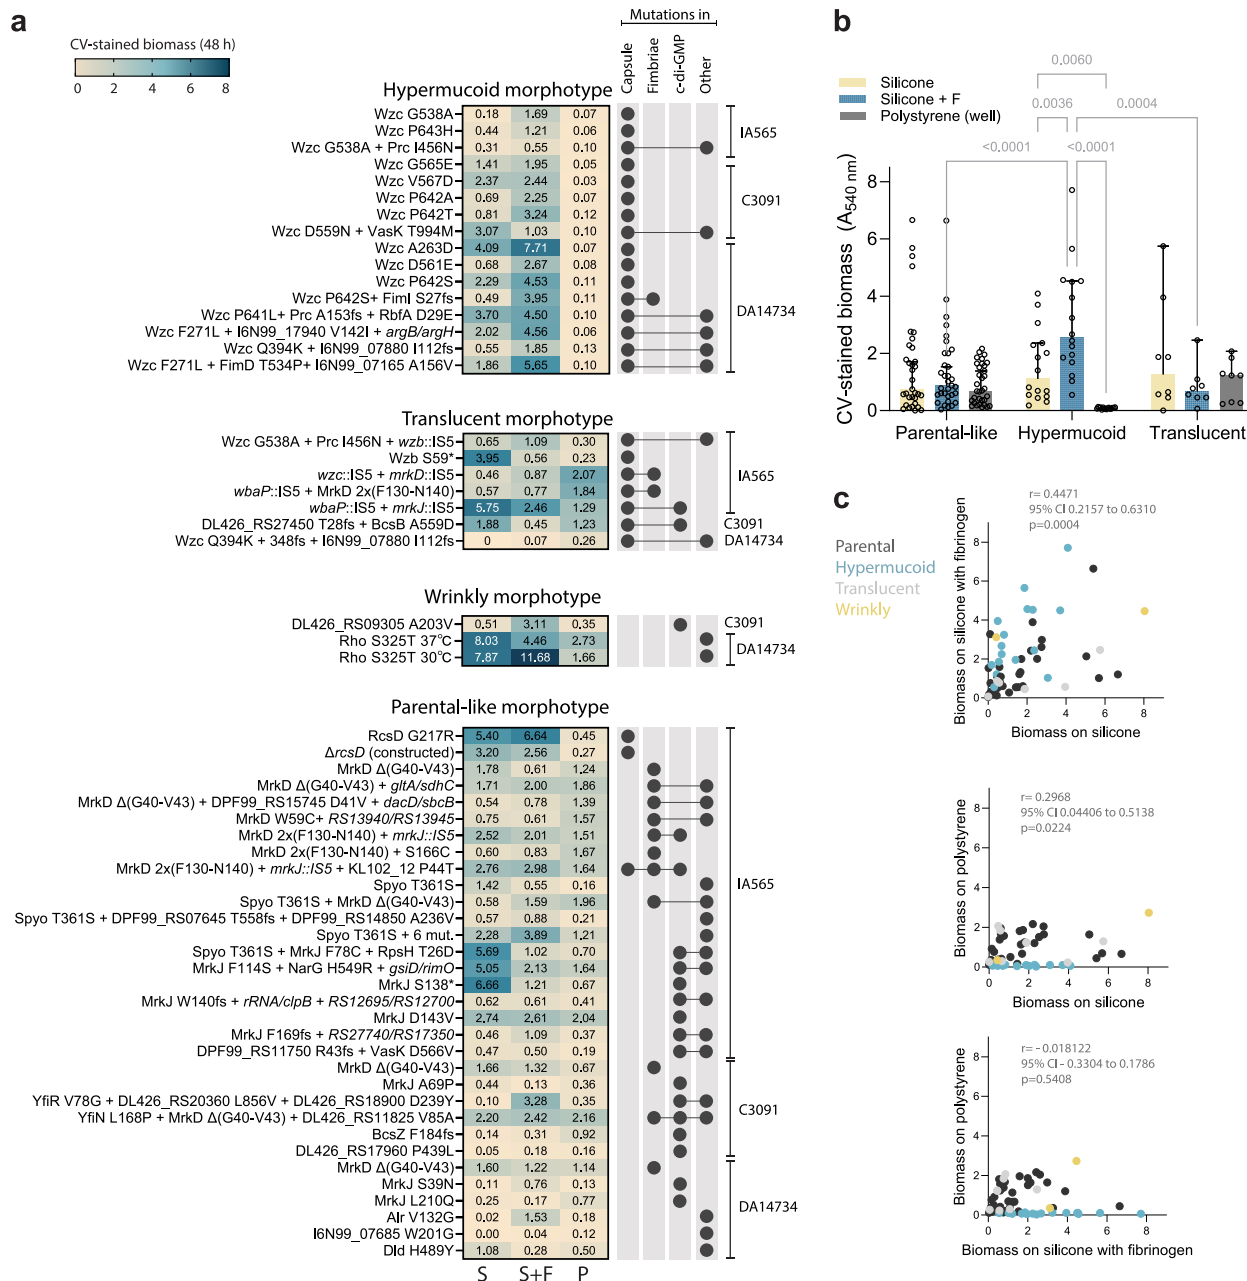 a
Mutations in
CV-stained biomass (48 h)
0 2 4 6 8
Capsule
Fimbriae
c-di-GMP
Other
Hypermucoid morphotype
Wzc G538A 0.18 1.69 0.07
Wzc P643H 0.44 1.21 0.06
Wzc G538A + Prc I456N 0.31 0.55 0.10
IA565
Wzc G565E 1.41 1.95 0.05
Wzc V567D 2.37 2.44 0.03
Wzc P642A 0.69 2.25 0.07
Wzc P642T 0.81 3.24 0.12
Wzc D559N + VasK T994M 3.07 1.03 0.10
C3091
Wzc A263D 4.09 7.71 0.07
Wzc D561E 0.68 2.67 0.08
Wzc P642S 2.29 4.53 0.11
Wzc P642S+ FimI S27fs 0.49 3.95 0.11
Wzc P641L+ Prc A153fs + RbfA D29E 3.70 4.50 0.10
Wzc F271L + I6N99_17940 V142I + argB/argH 2.02 4.56 0.06
Wzc Q394K + I6N99_07880 I112fs 0.55 1.85 0.13
Wzc F271L + FimD T534P+ I6N99_07165 A156V 1.86 5.65 0.10
DA14734
Translucent morphotype
Wzc G538A + Prc I456N + wzb::IS5 0.65 1.09 0.30
Wzb S59* 3.95 0.56 0.23
wzc::IS5 + mrkD::IS5 0.46 0.87 2.07
wbaP::IS5 + MrkD 2x(F130-N140) 0.57 0.77 1.84
wbaP::IS5 + mrkJ::IS5 5.75 2.46 1.29
IA565
DL426_RS27450 T28fs + BcsB A559D 1.88 0.45 1.23 C3091
Wzc Q394K + 348fs + I6N99_07880 I112fs 0 0.07 0.26 DA14734
Wrinkly morphotype
DL426_RS09305 A203V 0.51 3.11 0.35 C3091
Rho S325T 37°C 8.03 4.46 2.73
Rho S325T 30°C 7.87 11.68 1.66
DA14734
Parental-like morphotype
RcsD G217R 5.40 6.64 0.45
ΔrcsD (constructed) 3.20 2.56 0.27
MrkD Δ(G40-V43) 1.78 0.61 1.24
MrkD Δ(G40-V43) + gltA/sdhC 1.71 2.00 1.86
MrkD Δ(G40-V43) + DPF99_RS15745 D41V + dacD/sbcB 0.54 0.78 1.39
MrkD W59C+ RS13940/RS13945 0.75 0.61 1.57
MrkD 2x(F130-N140) + mrkJ::IS5 2.52 2.01 1.51
MrkD 2x(F130-N140) + S166C 0.60 0.83 1.67
MrkD 2x(F130-N140) + mrkJ::IS5 + KL102_12 P44T 2.76 2.98 1.64
Spyo T361S 1.42 0.55 0.16
Spyo T361S + MrkD Δ(G40-V43) 0.58 1.59 1.96
Spyo T361S + DPF99_RS07645 T558fs + DPF99_RS14850 A236V 0.57 0.88 0.21
Spyo T361S + 6 mut. 2.28 3.89 1.21
Spyo T361S + MrkJ F78C + RpsH T26D 5.69 1.02 0.70
MrkJ F114S + NarG H549R + gsiD/rimO 5.05 2.13 1.64
MrkJ S138* 6.66 1.21 0.67
MrkJ W140fs + rRNA/clpB + RS12695/RS12700 0.62 0.61 0.41
MrkJ D143V 2.74 2.61 2.04
MrkJ F169fs + RS27740/RS17350 0.46 1.09 0.37
DPF99_RS11750 R43fs + VasK D566V 0.47 0.50 0.19
IA565
MrkD Δ(G40-V43) 1.66 1.32 0.67
MrkJ A69P 0.44 0.13 0.36
YfiR V78G + DL426_RS20360 L856V + DL426_RS18900 D239Y 0.10 3.28 0.35
YfiN L168P + MrkD Δ(G40-V43) + DL426_RS11825 V85A 2.20 2.42 2.16
BcsZ F184fs 0.14 0.31 0.92
DL426_RS17960 P439L 0.05 0.18 0.16
C3091
MrkD Δ(G40-V43) 1.60 1.22 1.14
MrkJ S39N 0.11 0.76 0.13
MrkJ L210Q 0.25 0.17 0.77
Alr V132G 0.02 1.53 0.18
I6N99_07685 W201G 0.00 0.04 0.12
Dld H489Y 1.08 0.28 0.50
DA14734
S S+F P
b
Silicone
Silicone + F
Polystyrene (well)
0.0060
0.0036 0.0004
<0.0001 <0.0001
CV-stained biomass (A540 nm)
8
6
4
2
0
Parental-like Hypermucoid Translucent
c
Parental
Hypermucoid
Translucent
Wrinkly
r= 0.4471
95% CI 0.2157 to 0.6310
p=0.0004
Biomass on silicone with fibrinogen
8
6
4
2
0
0 2 4 6 8
Biomass on silicone
r= 0.2968
95% CI 0.04406 to 0.5138
p=0.0224
Biomass on polystyrene
8
6
4
2
0
0 2 4 6 8
Biomass on silicone
r= - 0.018122
95% CI - 0.3304 to 0.1786
p=0.5408
Biomass on polystyrene
8
6
4
2
0
0 2 4 6 8
Biomass on silicone with fibrinogen